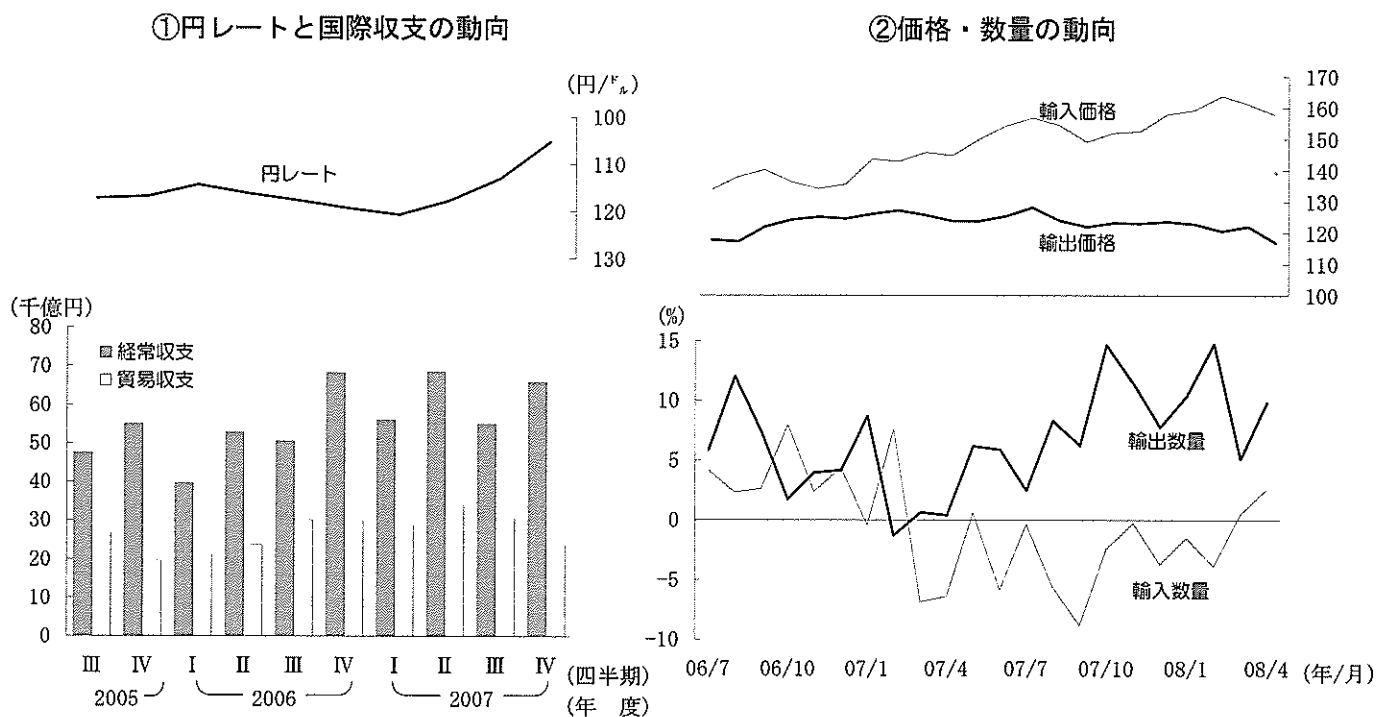 ①円レートと国際収支の動向
(円/㌦)
100
110
120
130
円レート
(千億円)
80
70
60
50
40
30
20
10
0
経常収支
貿易収支
Ⅲ Ⅳ Ⅰ Ⅱ Ⅲ Ⅳ Ⅰ Ⅱ Ⅲ Ⅳ (四半期)
2005 2006 2007 (年 度)
②価格・数量の動向
170
160
150
140
130
120
110
100
輸入価格
輸出価格
(%)
15
10
5
0
-5
-10
輸出数量
輸入数量
06/7 06/10 07/1 07/4 07/7 07/10 08/1 08/4 (年/月)